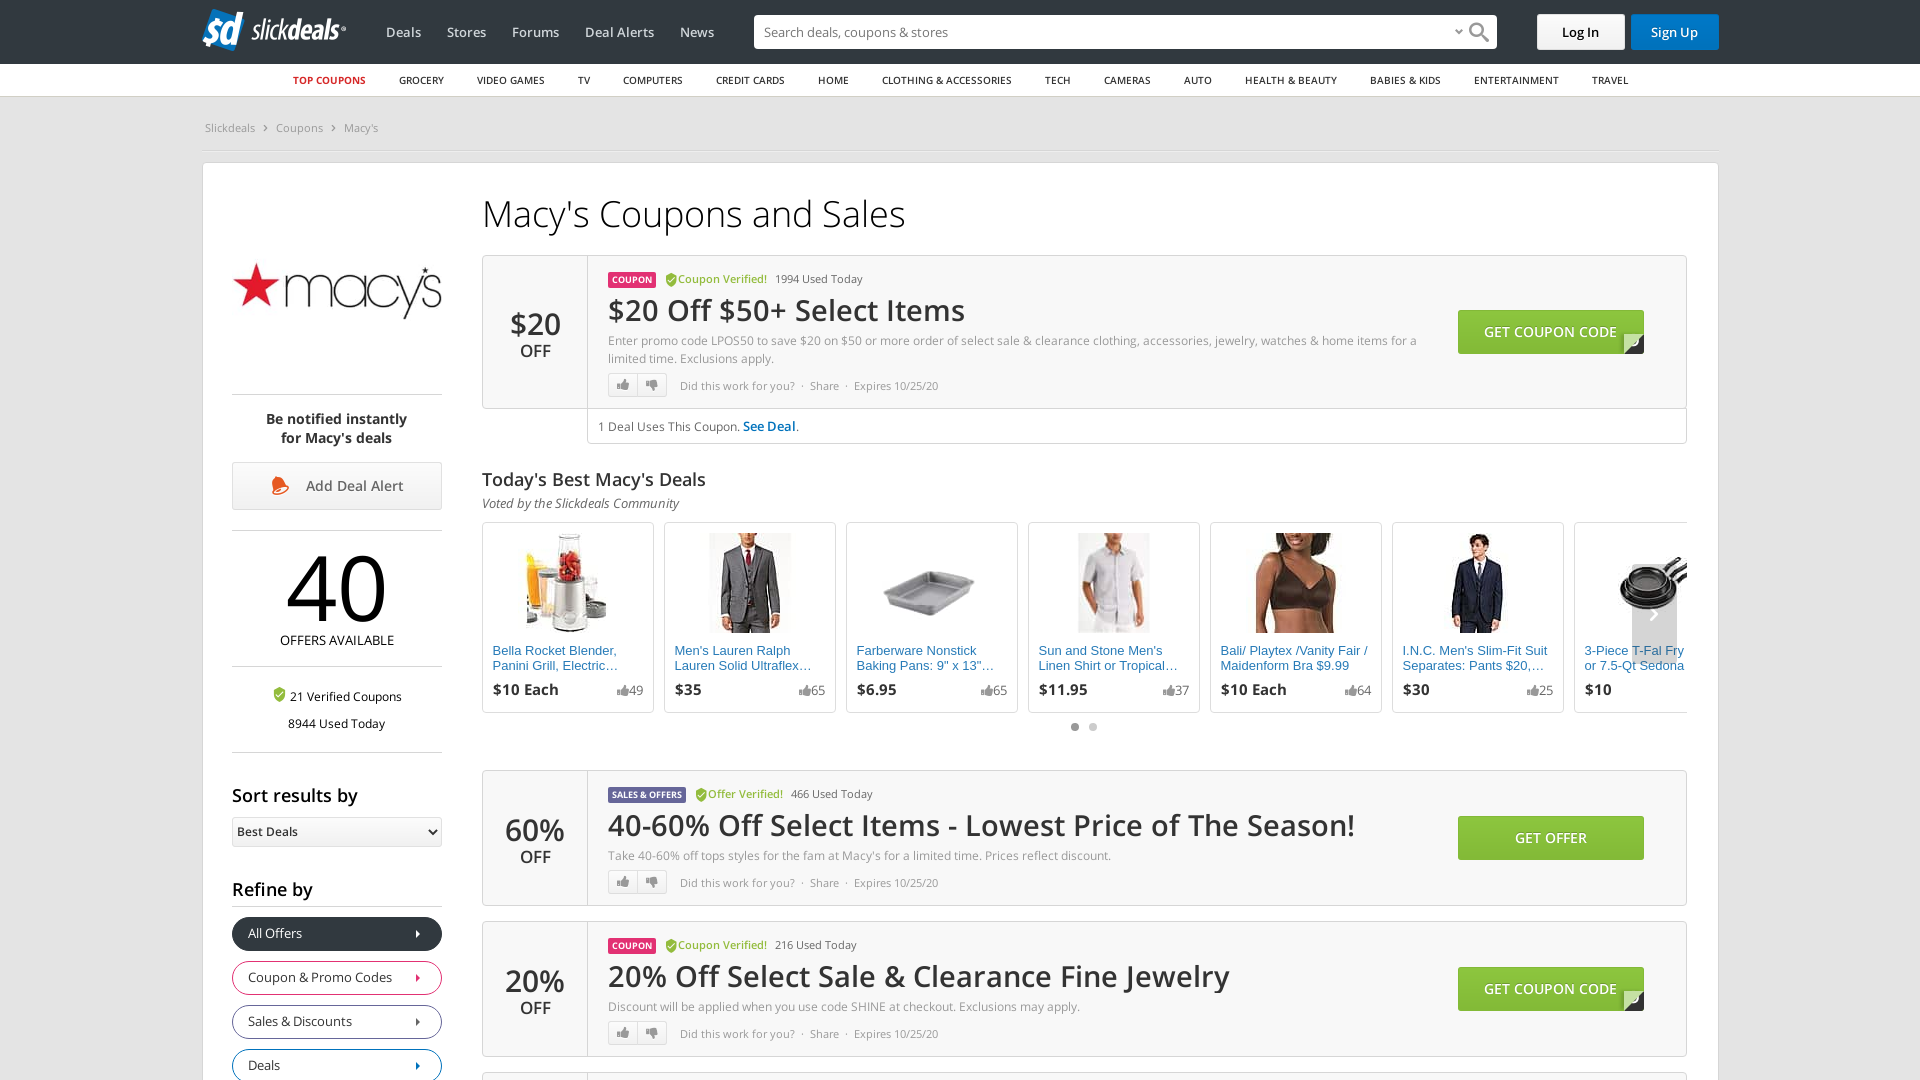 slickdeals
Deals
Stores
Forums
Deal Alerts
News
Search deals, coupons & stores
Log In
Sign Up
TOP COUPONS
GROCERY
VIDEO GAMES
TV
COMPUTERS
CREDIT CARDS
HOME
CLOTHING & ACCESSORIES
TECH
CAMERAS
AUTO
HEALTH & BEAUTY
BABIES & KIDS
ENTERTAINMENT
TRAVEL
Slickdeals
Coupons
Macy's
macy's
Be notified instantly
for Macy's deals
Add Deal Alert
40
OFFERS AVAILABLE
21 Verified Coupons
8944 Used Today
Sort results by
Best Deals
Refine by
All Offers
Coupon & Promo Codes
Sales & Discounts
Deals
Macy's Coupons and Sales
$20
OFF
COUPON Coupon Verified! 1994 Used Today
$20 Off $50+ Select Items
Enter promo code LPOS50 to save $20 on $50 or more order of select sale & clearance clothing, accessories, jewelry, watches & home items for a
limited time. Exclusions apply.
Did this work for you? · Share · Expires 10/25/20
GET COUPON CODE
1 Deal Uses This Coupon. See Deal.
Today's Best Macy's Deals
Voted by the Slickdeals Community
Bella Rocket Blender,
Panini Grill, Electric…
$10 Each 49
Men's Lauren Ralph
Lauren Solid Ultraflex…
$35 65
Farberware Nonstick
Baking Pans: 9" x 13"…
$6.95 65
Sun and Stone Men's
Linen Shirt or Tropical…
$11.95 37
Bali/ Playtex /Vanity Fair /
Maidenform Bra $9.99
$10 Each 64
I.N.C. Men's Slim-Fit Suit
Separates: Pants $20,…
$30 25
3-Piece T-Fal Fry
or 7.5-Qt Sedona
$10
60%
OFF
SALES & OFFERS Offer Verified! 466 Used Today
40-60% Off Select Items - Lowest Price of The Season!
Take 40-60% off tops styles for the fam at Macy's for a limited time. Prices reflect discount.
Did this work for you? · Share · Expires 10/25/20
GET OFFER
20%
OFF
COUPON Coupon Verified! 216 Used Today
20% Off Select Sale & Clearance Fine Jewelry
Discount will be applied when you use code SHINE at checkout. Exclusions may apply.
Did this work for you? · Share · Expires 10/25/20
GET COUPON CODE